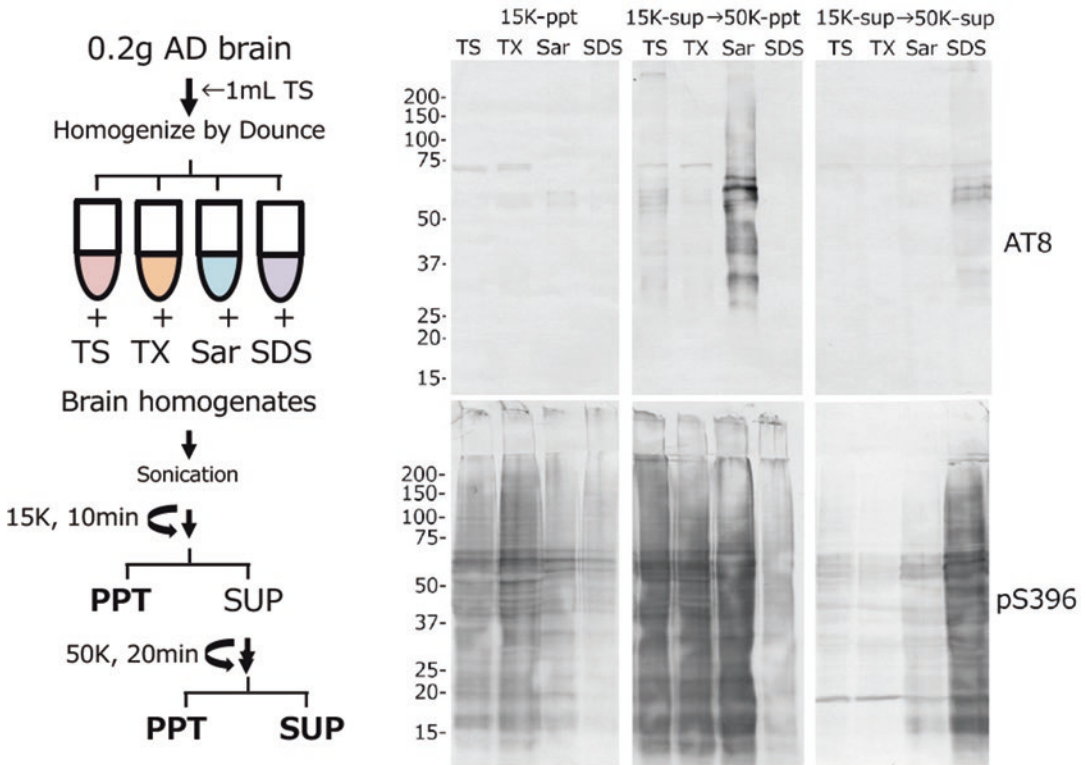 0.2g AD brain
←1mL TS
Homogenize by Dounce
+ + + +
TS TX Sar SDS
Brain homogenates
Sonication
15K, 10min
PPT SUP
50K, 20min
PPT SUP
15K-ppt 15K-sup→50K-ppt 15K-sup→50K-sup
TS TX Sar SDS TS TX Sar SDS TS TX Sar SDS
200-
150-
100-
75-
50-
37-
25-
20-
15-
AT8
200-
150-
100-
75-
50-
37-
25-
20-
15-
pS396